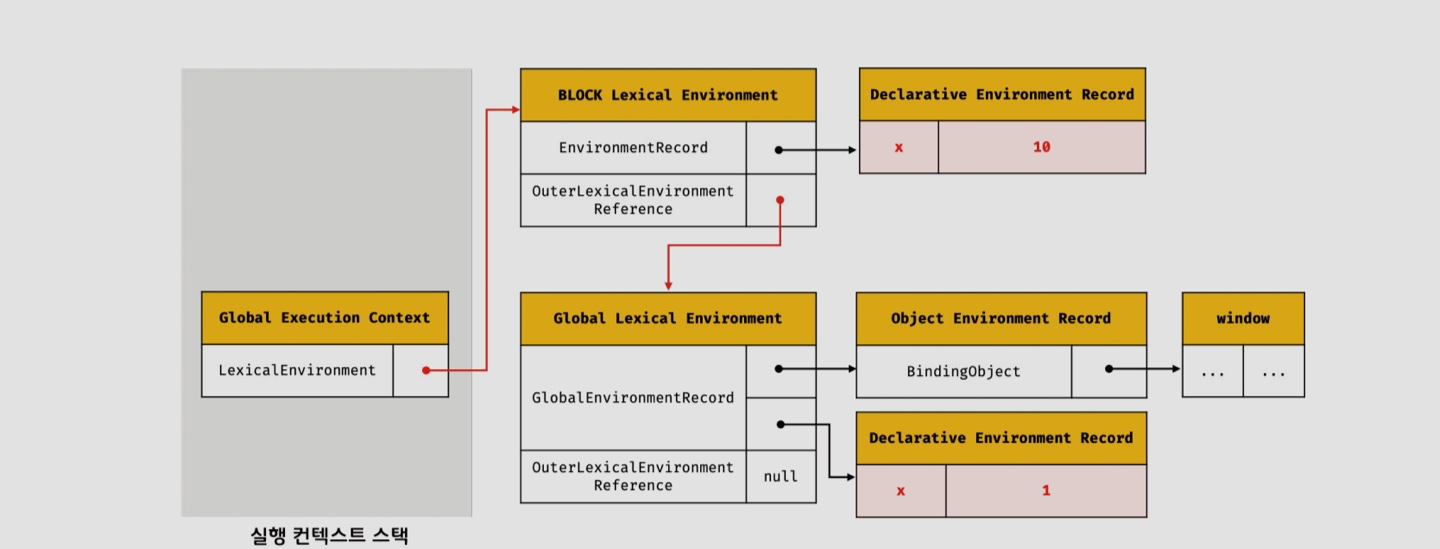 BLOCK Lexical Environment
EnvironmentRecord
OuterLexicalEnvironment
Reference
Declarative Environment Record
x
10
Global Execution Context
LexicalEnvironment
Global Lexical Environment
GlobalEnvironmentRecord
OuterLexicalEnvironment
Reference
null
Object Environment Record
BindingObject
window
...
...
Declarative Environment Record
x
1
실행 컨텍스트 스택